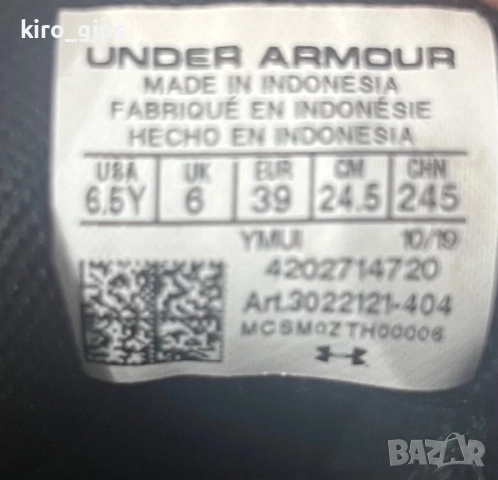 kiro_gips
UNDER ARMOUR
MADE IN INDONESIA
FABRIQUÉ EN INDONÉSIE
HECHO EN INDONESIA
USA UK EUR CM CHN
6.5Y 6 39 24.5 245
YMUI 10/19
4202714720
Art.3022121-404
MCSM0ZTH00006
BAZAR